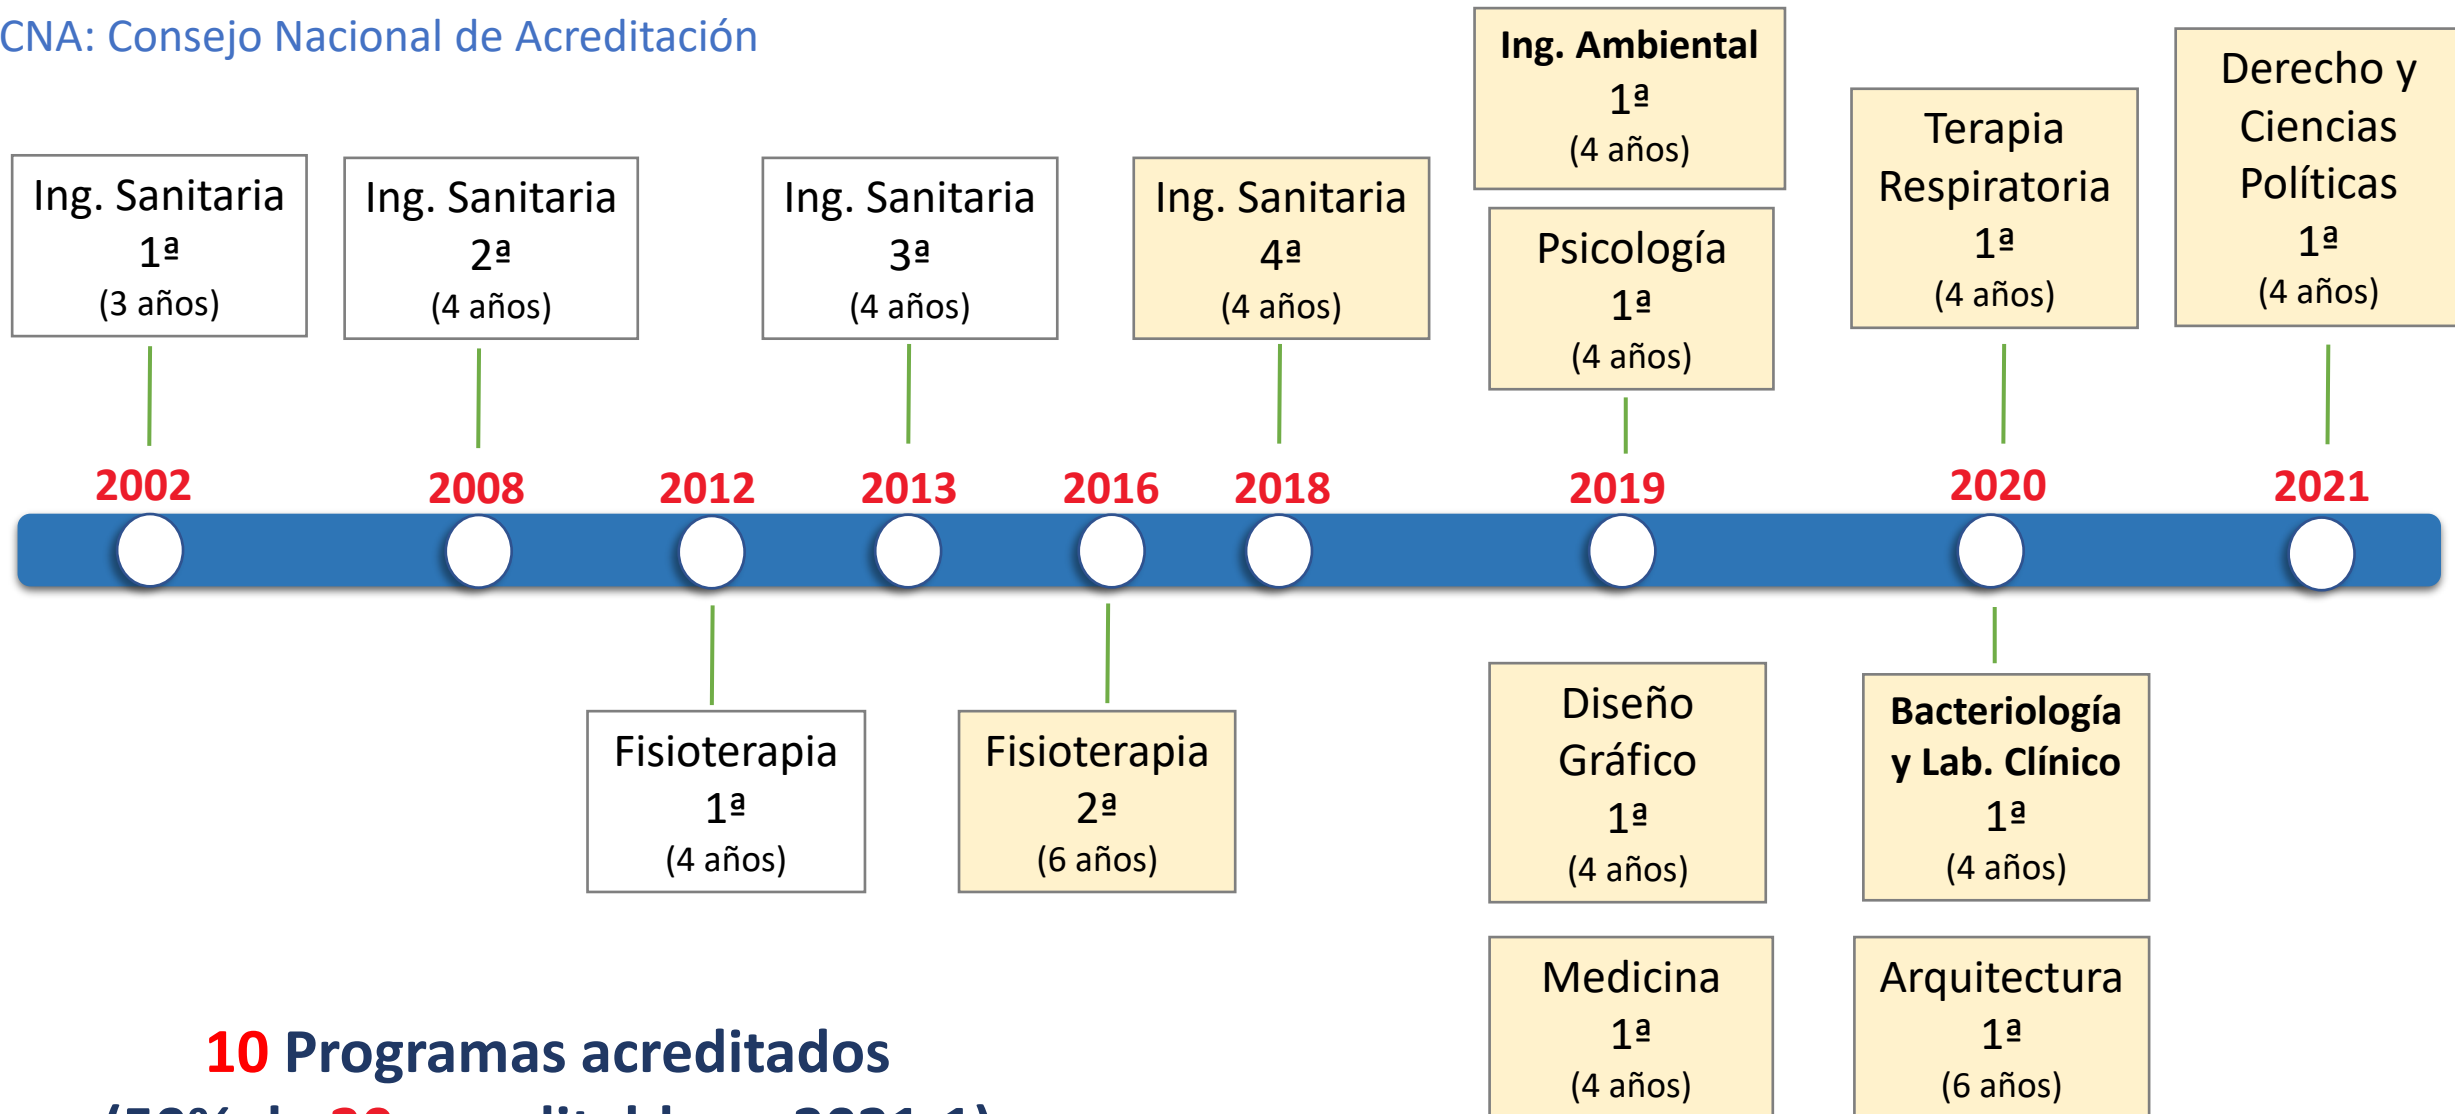 CNA: Consejo Nacional de Acreditación
Ing. Sanitaria
1ª
(3 años)
Ing. Sanitaria
2ª
(4 años)
Ing. Sanitaria
3ª
(4 años)
Ing. Sanitaria
4ª
(4 años)
Ing. Ambiental
1ª
(4 años)
Psicología
1ª
(4 años)
Terapia
Respiratoria
1ª
(4 años)
Derecho y
Ciencias
Políticas
1ª
(4 años)
2002
2008
2012
2013
2016
2018
2019
2020
2021
Fisioterapia
1ª
(4 años)
Fisioterapia
2ª
(6 años)
Diseño
Gráfico
1ª
(4 años)
Bacteriología
y Lab. Clínico
1ª
(4 años)
Medicina
1ª
(4 años)
Arquitectura
1ª
(6 años)
10 Programas acreditados